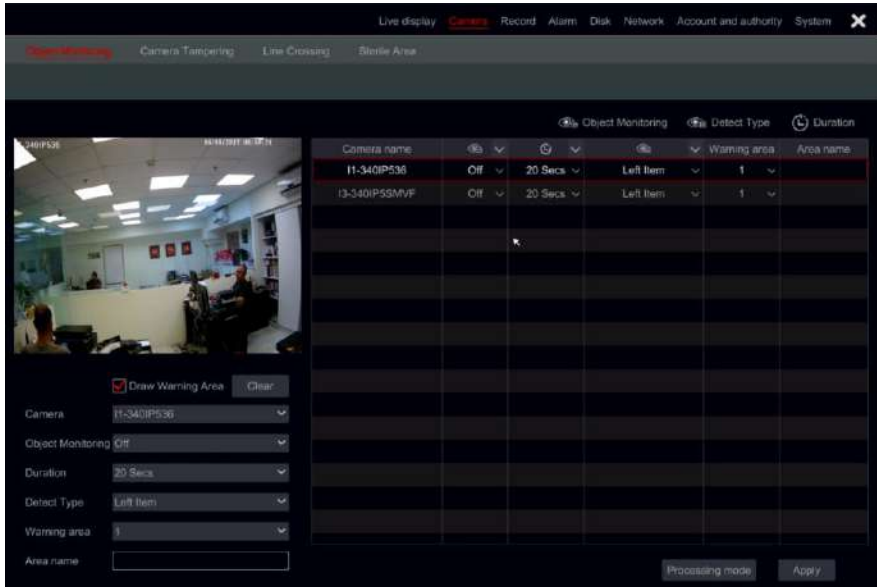 Live display Camera Record Alarm Disk Network Account and authority System
Object Monitoring Camera Tampering Line Crossing Sterile Area
Object Monitoring Detect Type Duration
Camera name Warning area Area name
I1-340IP536 Off 20 Secs Left Item 1
I3-340IP5SMVF Off 20 Secs Left Item 1
340IP536
Draw Warning Area Clear
Camera I1-340IP536
Object Monitoring Off
Duration 20 Secs
Detect Type Left Item
Warning area 1
Area name
Processing mode Apply